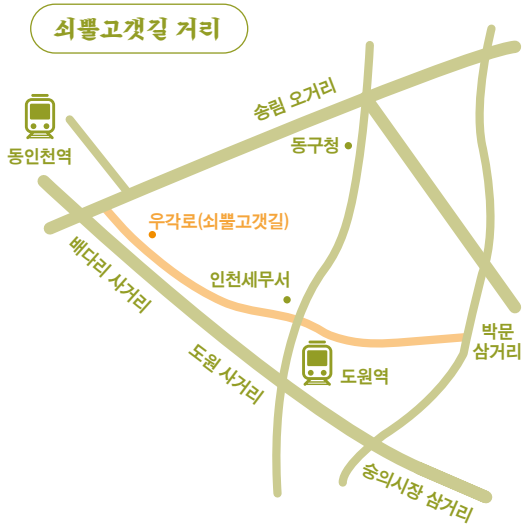 쇠뿔고갯길 거리
송림 오거리
동구청
동인천역
우각로(쇠뿔고갯길)
배다리 사거리
인천세무서
박문
삼거리
도원 사거리
도원역
숭의시장 삼거리